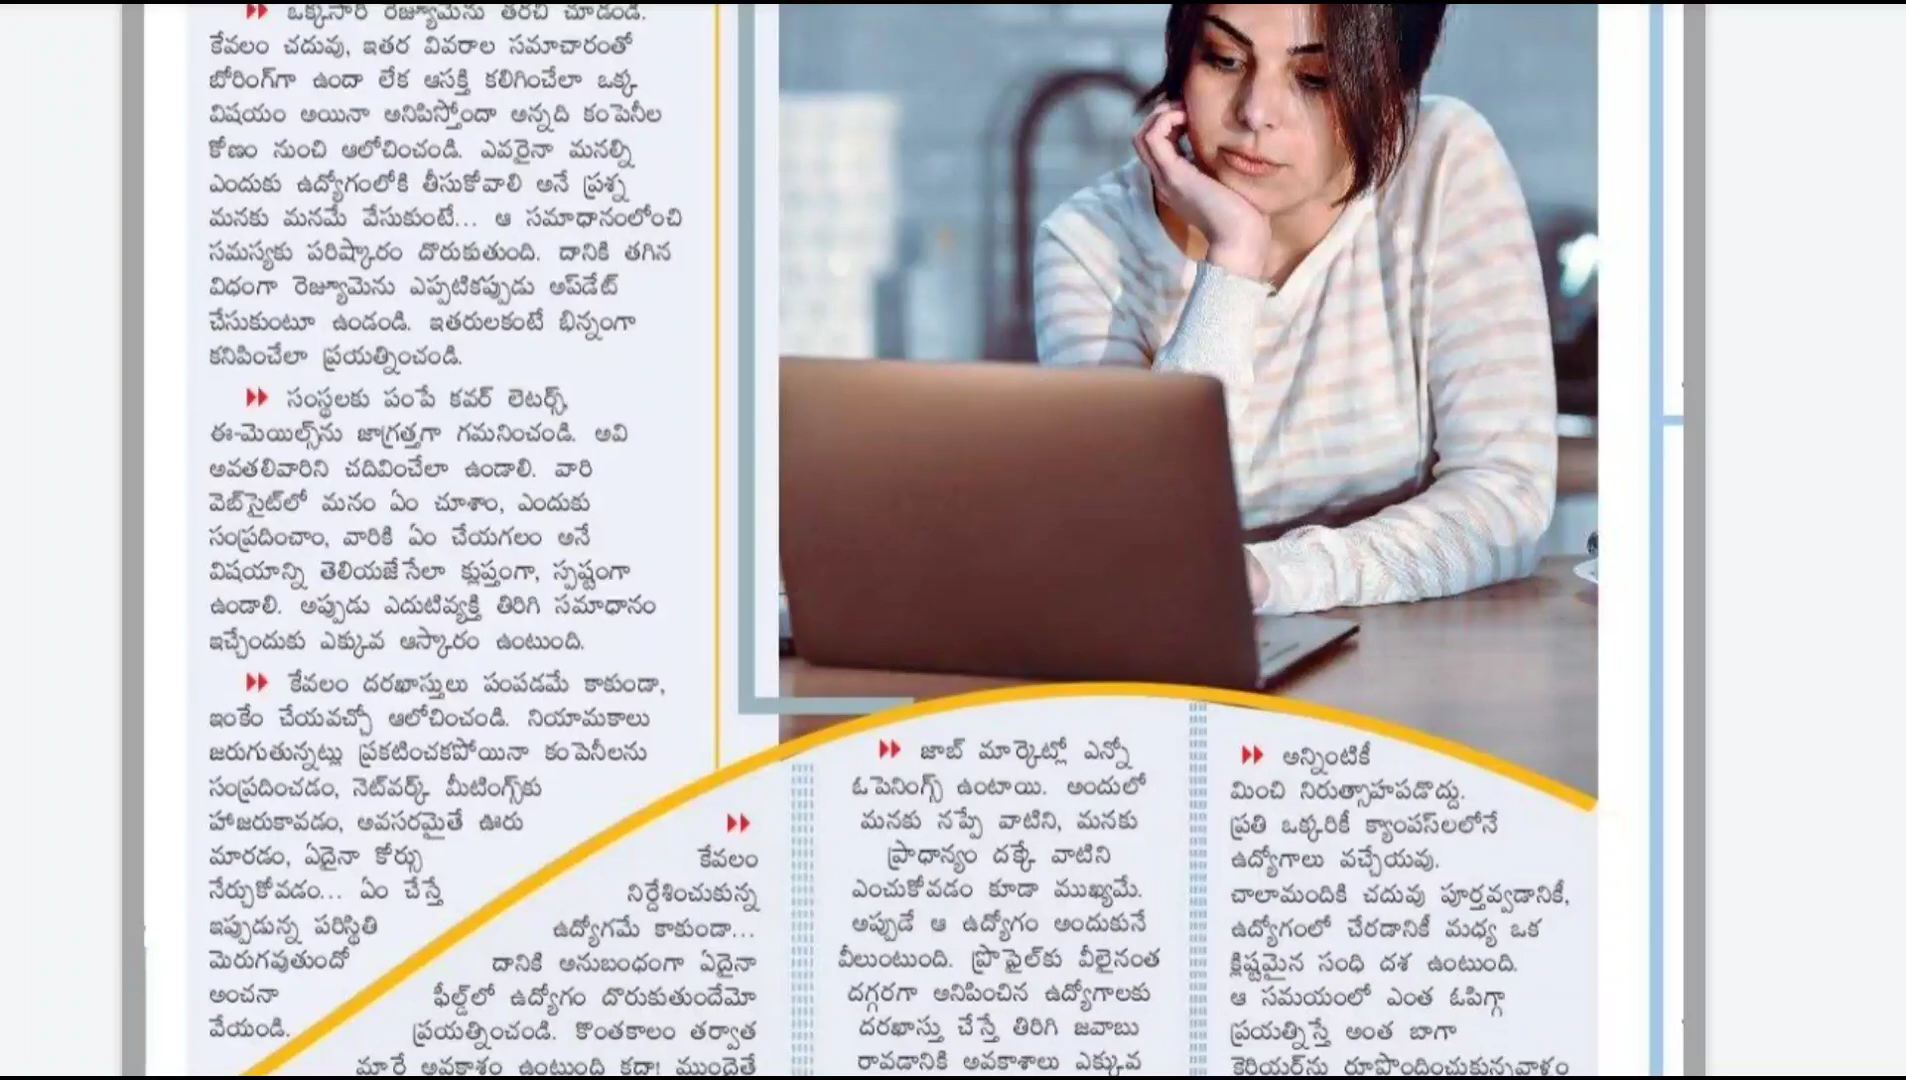 ఒక్కసారి రెజ్యూమెను తెరిచి చూడండి.
కేవలం చదువు, ఇతర వివరాల సమాచారంతో
బోరింగ్‌గా ఉందా లేక ఆసక్తి కలిగించేలా ఒక్క
విషయం అయినా అనిపిస్తోందా అన్నది కంపెనీల
కోణం నుంచి ఆలోచించండి. ఎవరైనా మనల్ని
ఎందుకు ఉద్యోగంలోకి తీసుకోవాలి అనే ప్రశ్న
మనకు మనమే వేసుకుంటే... ఆ సమాధానంలోంచి
సమస్యకు పరిష్కారం దొరుకుతుంది. దానికి తగిన
విధంగా రెజ్యూమెను ఎప్పటికప్పుడు అప్‌డేట్
చేసుకుంటూ ఉండండి. ఇతరులకంటే భిన్నంగా
కనిపించేలా ప్రయత్నించండి.
సంస్థలకు పంపే కవర్ లెటర్స్,
ఈ-మెయిల్స్‌ను జాగ్రత్తగా గమనించండి. అవి
అవతలివారిని చదివించేలా ఉండాలి. వారి
వెబ్‌సైట్‌లో మనం ఏం చూశాం, ఎందుకు
సంప్రదించాం, వారికి ఏం చేయగలం అనే
విషయాన్ని తెలియజేసేలా క్లుప్తంగా, స్పష్టంగా
ఉండాలి. అప్పుడు ఎదుటివ్యక్తి తిరిగి సమాధానం
ఇచ్చేందుకు ఎక్కువ ఆస్కారం ఉంటుంది.
కేవలం దరఖాస్తులు పంపడమే కాకుండా,
ఇంకేం చేయవచ్చో ఆలోచించండి. నియామకాలు
జరుగుతున్నట్లు ప్రకటించకపోయినా కంపెనీలను
సంప్రదించడం, నెట్‌వర్క్ మీటింగ్స్‌కు
హాజరుకావడం, అవసరమైతే ఊరు
మారడం, ఏదైనా కోర్సు
నేర్చుకోవడం... ఏం చేస్తే
ఇప్పుడున్న పరిస్థితి
మెరుగవుతుందో
అంచనా
వేయండి.
కేవలం
నిర్దేశించుకున్న
ఉద్యోగమే కాకుండా...
దానికి అనుబంధంగా ఏదైనా
ఫీల్డ్‌లో ఉద్యోగం దొరుకుతుందేమో
ప్రయత్నించండి. కొంతకాలం తర్వాత
మారే అవకాశం ఉంటుంది కదా! ముందైతే
జాబ్ మార్కెట్లో ఎన్నో
ఓపెనింగ్స్ ఉంటాయి. అందులో
మనకు నప్పే వాటిని, మనకు
ప్రాధాన్యం దక్కే వాటిని
ఎంచుకోవడం కూడా ముఖ్యమే.
అప్పుడే ఆ ఉద్యోగం అందుకునే
వీలుంటుంది. ప్రొఫైల్‌కు వీలైనంత
దగ్గరగా అనిపించిన ఉద్యోగాలకు
దరఖాస్తు చేస్తే తిరిగి జవాబు
రావడానికి అవకాశాలు ఎక్కువ
అన్నింటికీ
మించి నిరుత్సాహపడొద్దు.
ప్రతి ఒక్కరికీ క్యాంపస్‌లలోనే
ఉద్యోగాలు వచ్చేయవు.
చాలామందికి చదువు పూర్తవ్వడానికీ,
ఉద్యోగంలో చేరడానికీ మధ్య ఒక
క్లిష్టమైన సంధి దశ ఉంటుంది.
ఆ సమయంలో ఎంత ఓపిగ్గా
ప్రయత్నిస్తే అంత బాగా
కెరియర్‌ను రూపొందించుకున్నవాళ్లం